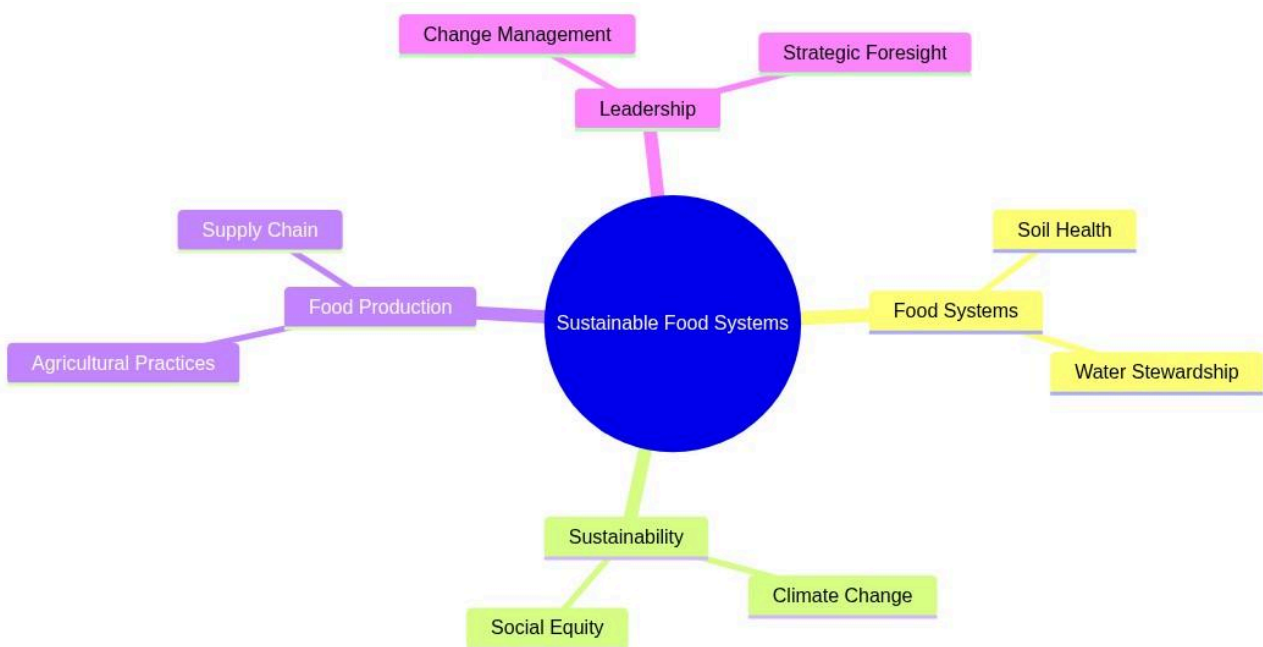 Change Management
Strategic Foresight
Leadership
Supply Chain
Soil Health
Food Production
Food Systems
Sustainable Food Systems
Agricultural Practices
Water Stewardship
Sustainability
Climate Change
Social Equity